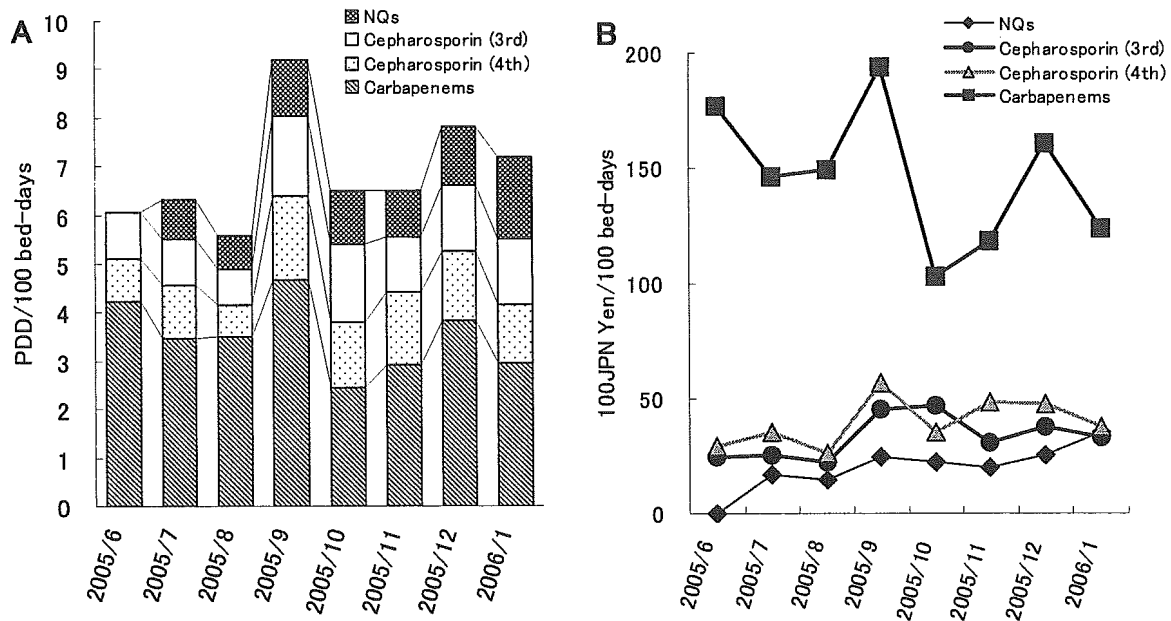 A
NQs
Cepharosporin (3rd)
Cepharosporin (4th)
Carbapenems
PDD/100 bed-days
10
9
8
7
6
5
4
3
2
1
0
2005/6
2005/7
2005/8
2005/9
2005/10
2005/11
2005/12
2006/1
B
NQs
Cepharosporin (3rd)
Cepharosporin (4th)
Carbapenems
100JPN Yen/100 bed-days
200
150
100
50
0
2005/6
2005/7
2005/8
2005/9
2005/10
2005/11
2005/12
2006/1